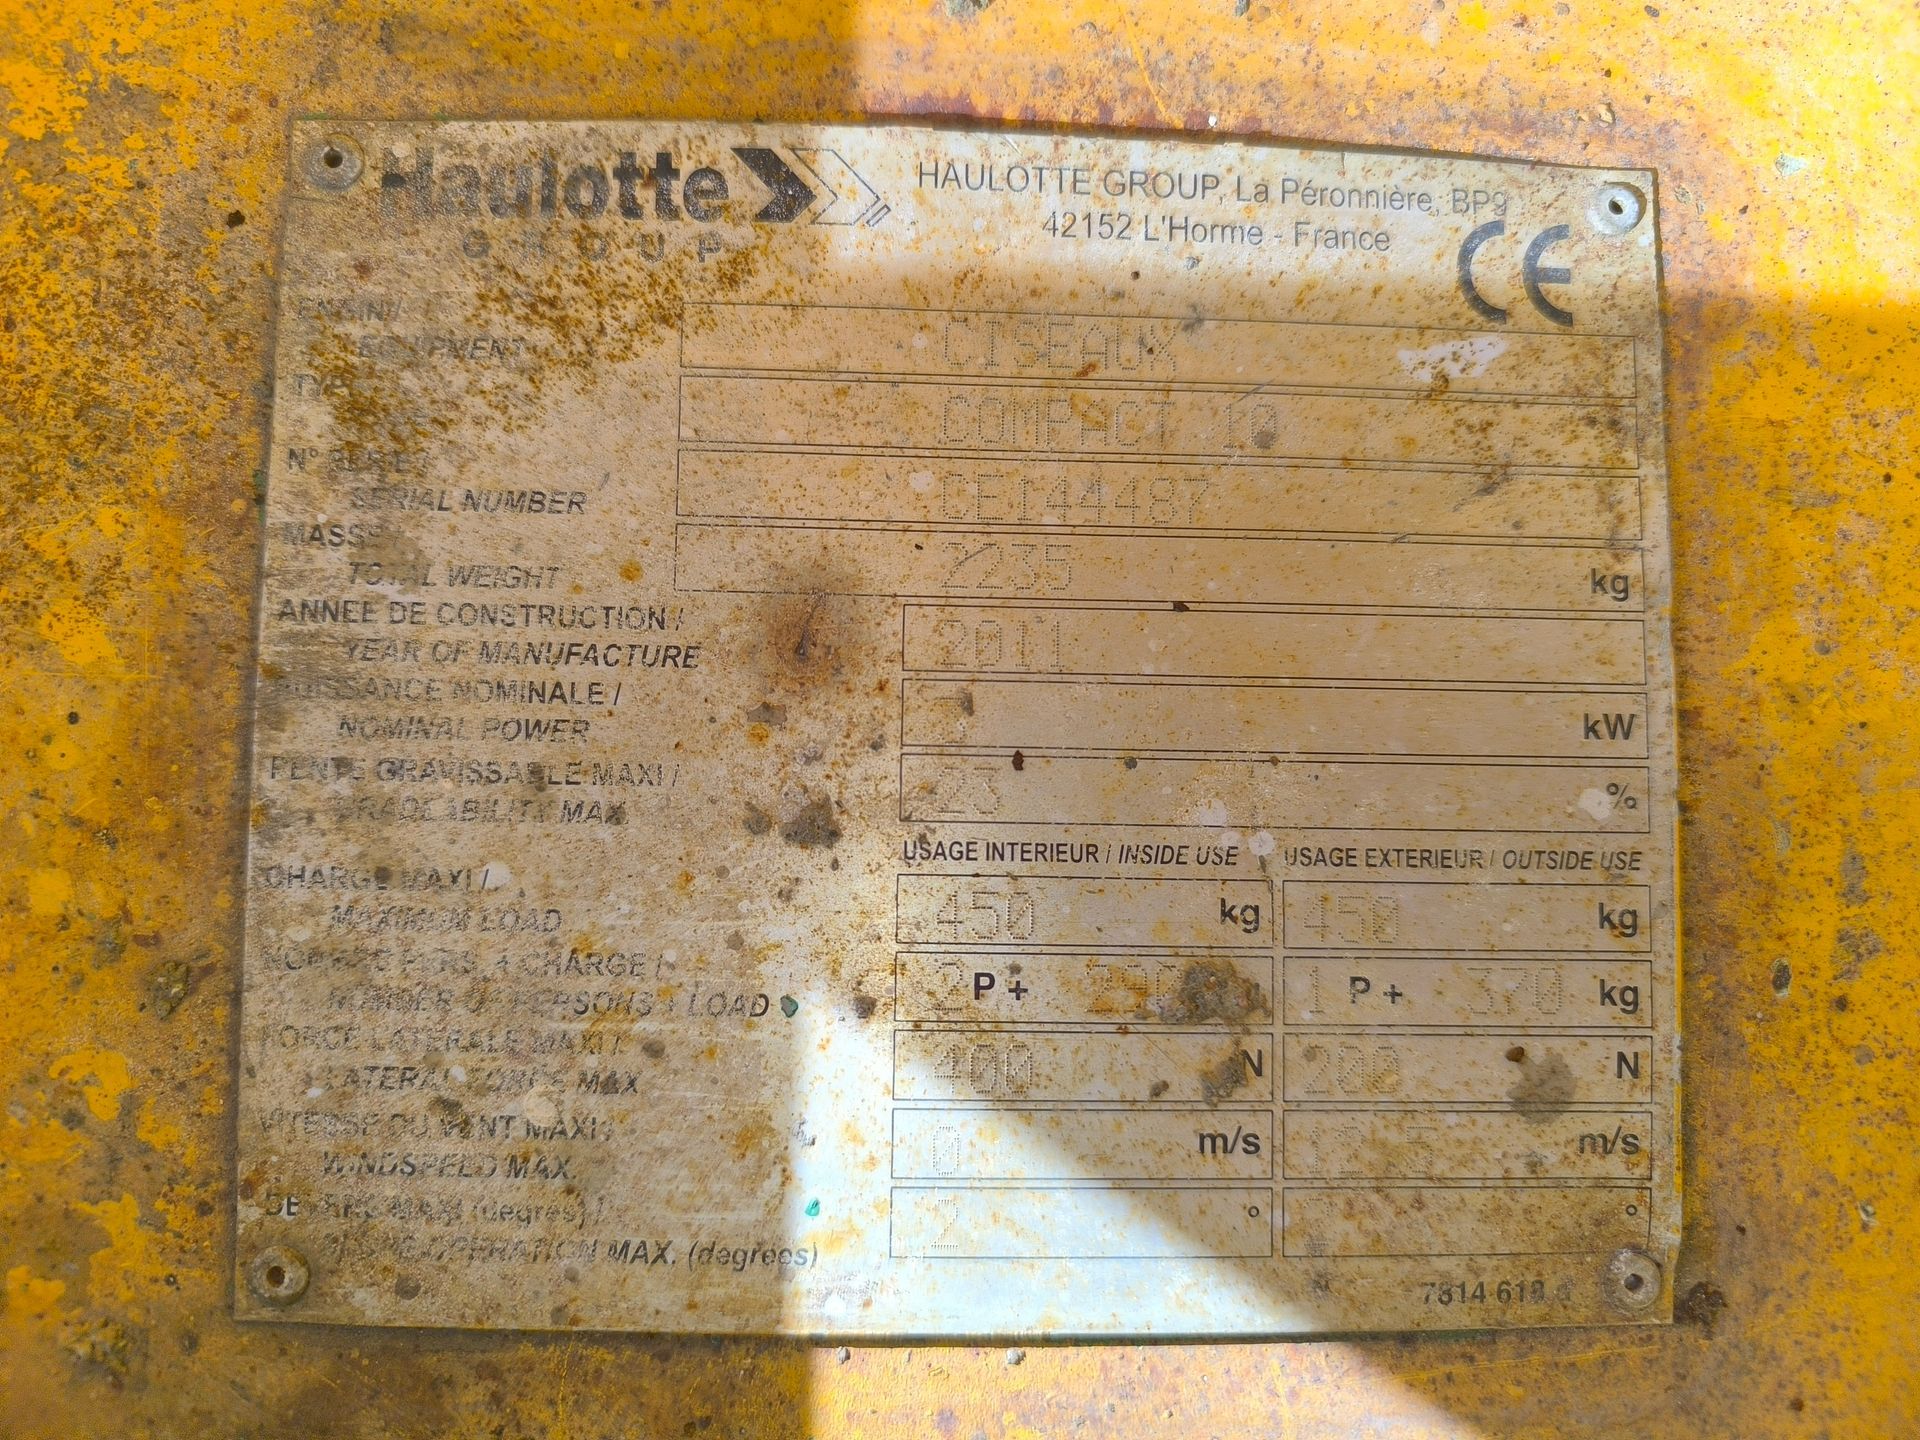 Haulotte
GROUP
HAULOTTE GROUP, La Péronnière, BP9
42152 L'Horme - France
CE
ENGIN /
EQUIPMENT
CISEAUX
TYPE
COMPACT 10
N° SERIE /
SERIAL NUMBER
CE144487
MASSE /
TOTAL WEIGHT
2235 kg
ANNEE DE CONSTRUCTION /
YEAR OF MANUFACTURE
2011
PUISSANCE NOMINALE /
NOMINAL POWER
kW
PENTE GRAVISSABLE MAXI /
GRADEABILITY MAX.
23 %
USAGE INTERIEUR / INSIDE USE USAGE EXTERIEUR / OUTSIDE USE
CHARGE MAXI /
MAXIMUM LOAD
450 kg 450 kg
NOMBRE PERS. + CHARGE /
NUMBER OF PERSONS + LOAD
2 P + 1 P + 370 kg
FORCE LATERALE MAXI /
LATERAL FORCE MAX.
400 N 200 N
VITESSE DU VENT MAXI /
WINDSPEED MAX.
0 m/s 12.5 m/s
DEVERS MAXI (degrés) /
OPERATION MAX. (degrees)
2 ° °
7814 618